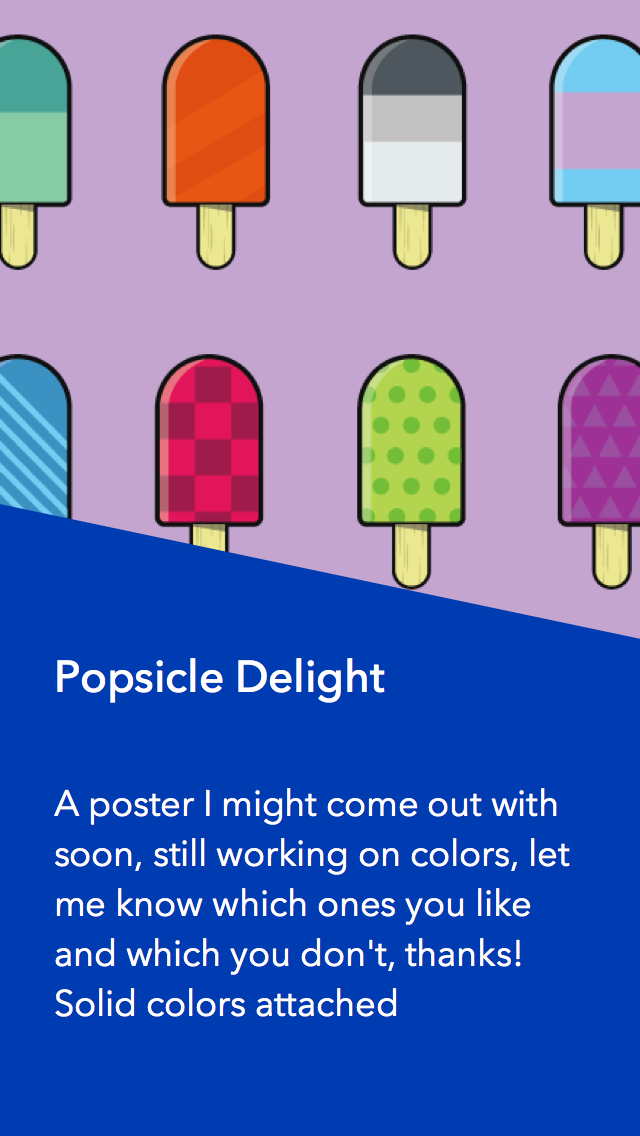 Popsicle Delight
A poster I might come out with
soon, still working on colors, let
me know which ones you like
and which you don't, thanks!
Solid colors attached